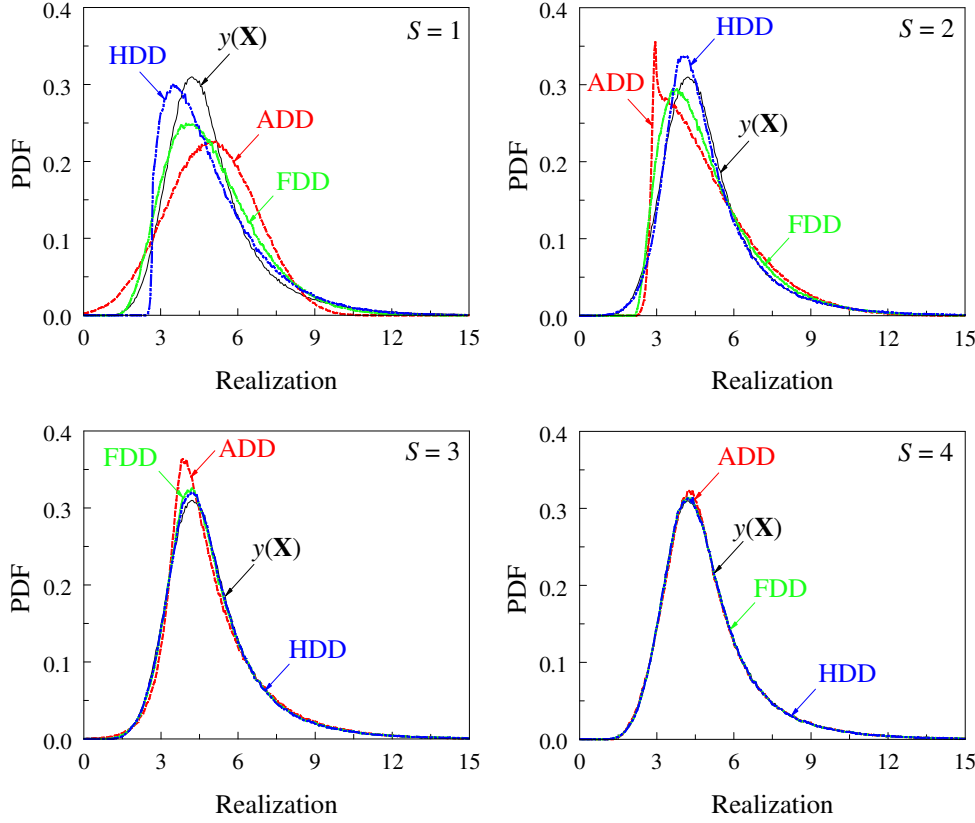 0.4
0.3
0.2
0.1
0.0
PDF
HDD
y(X)
S = 1
ADD
FDD
0 3 6 9 12 15
Realization
0.4
0.3
0.2
0.1
0.0
PDF
HDD
S = 2
ADD
y(X)
FDD
0 3 6 9 12 15
Realization
0.4
0.3
0.2
0.1
0.0
PDF
FDD
ADD
S = 3
y(X)
HDD
0 3 6 9 12 15
Realization
0.4
0.3
0.2
0.1
0.0
PDF
ADD
S = 4
y(X)
FDD
HDD
0 3 6 9 12 15
Realization